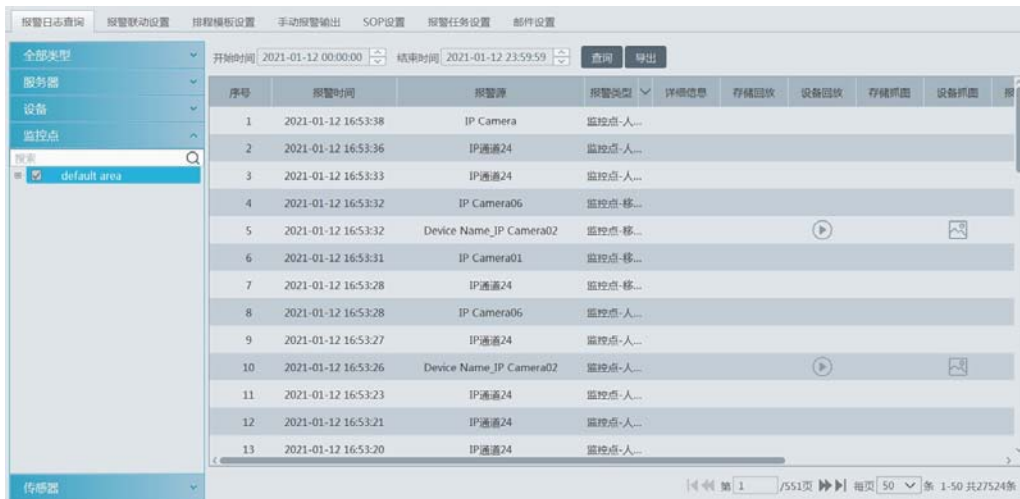 报警日志查询 报警联动设置 排程模板设置 手动报警输出 SOP设置 报警任务设置 邮件设置
全部类型
服务器
设备
监控点
搜索
default area
传感器
开始时间 2021-01-12 00:00:00 结束时间 2021-01-12 23:59:59 查询 导出
序号 报警时间 报警源 报警类型 详细信息 存储回放 设备回放 存储抓图 设备抓图
1 2021-01-12 16:53:38 IP Camera 监控点-人...
2 2021-01-12 16:53:36 IP通道24 监控点-人...
3 2021-01-12 16:53:33 IP通道24 监控点-人...
4 2021-01-12 16:53:32 IP Camera06 监控点-移...
5 2021-01-12 16:53:32 Device Name_IP Camera02 监控点-移...
6 2021-01-12 16:53:31 IP Camera01 监控点-移...
7 2021-01-12 16:53:28 IP通道24 监控点-移...
8 2021-01-12 16:53:28 IP Camera06 监控点-人...
9 2021-01-12 16:53:27 IP通道24 监控点-人...
10 2021-01-12 16:53:26 Device Name_IP Camera02 监控点-人...
11 2021-01-12 16:53:23 IP通道24 监控点-人...
12 2021-01-12 16:53:21 IP通道24 监控点-人...
13 2021-01-12 16:53:20 IP通道24 监控点-人...
第 1 /551页 每页 50 条 1-50 共27524条